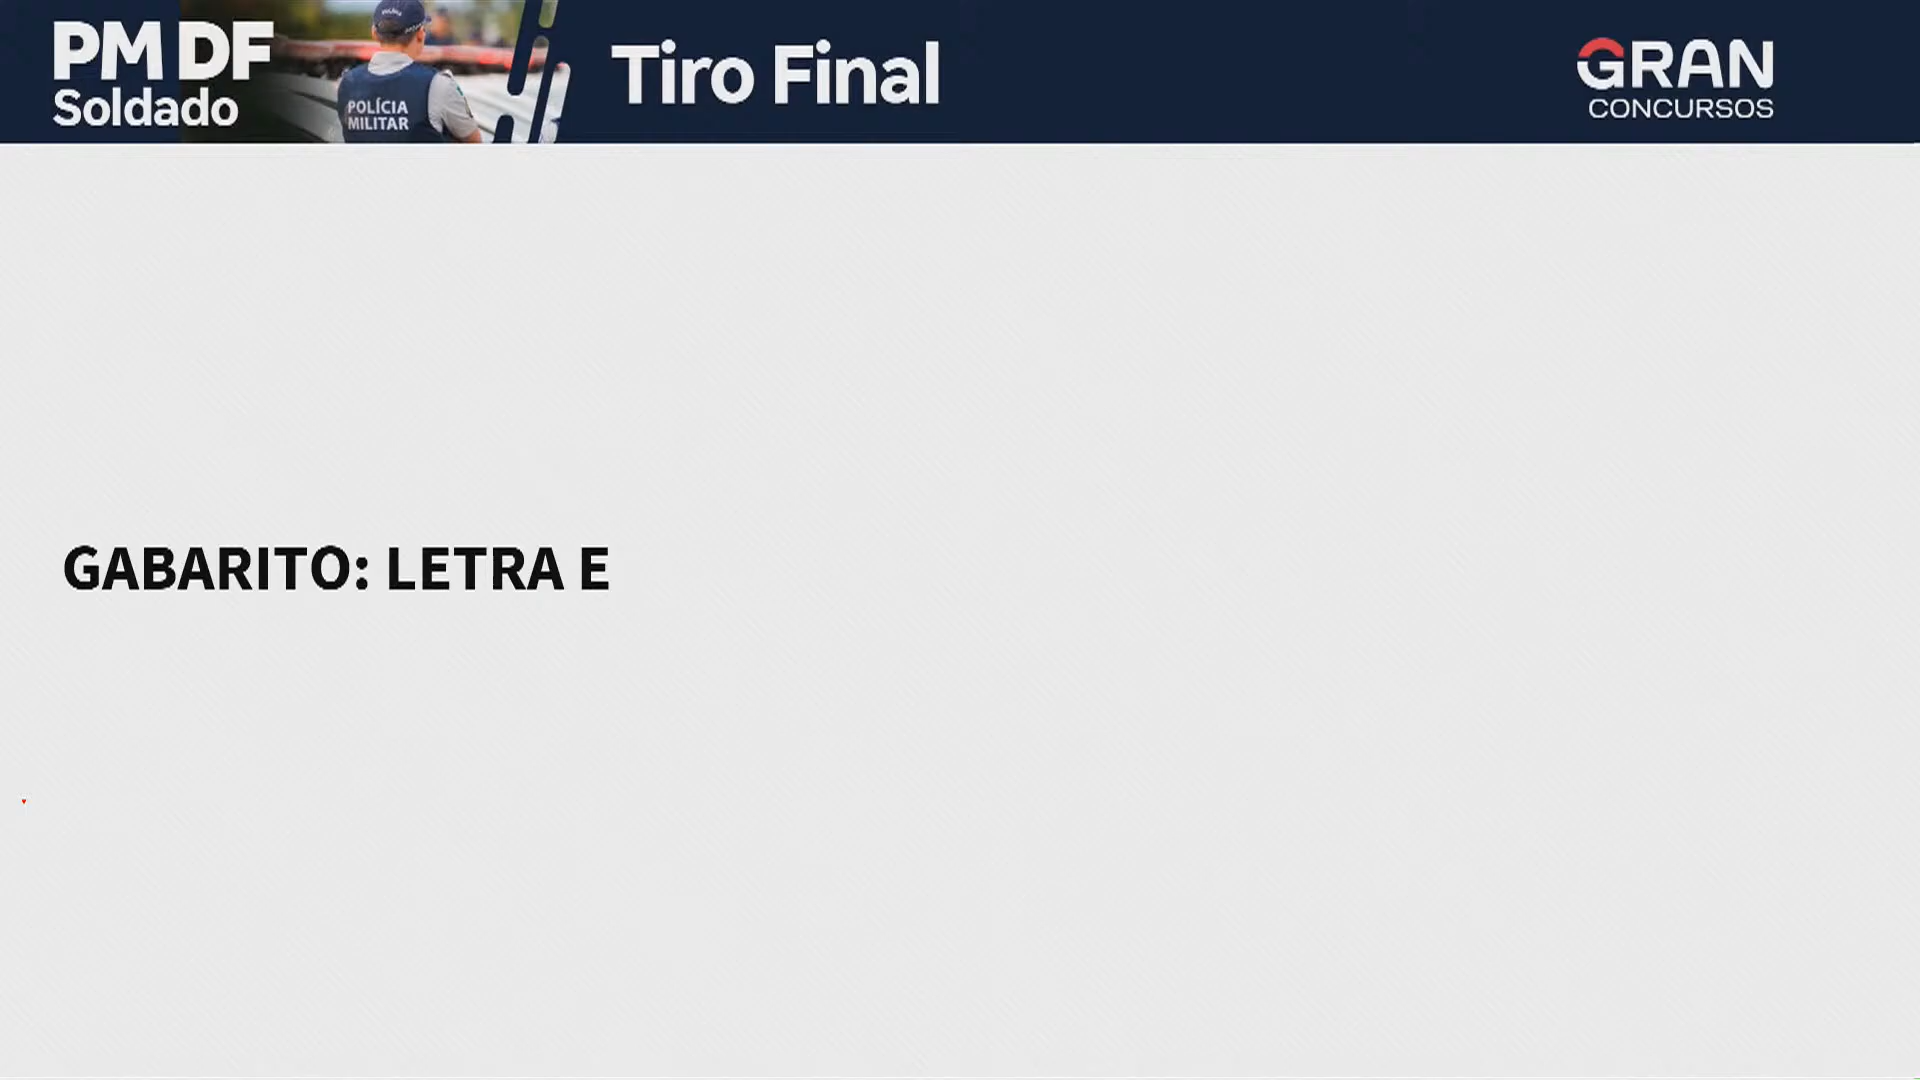 PM DF
Soldado
POLÍCIA
MILITAR
Tiro Final
GRAN
CONCURSOS
GABARITO: LETRA E